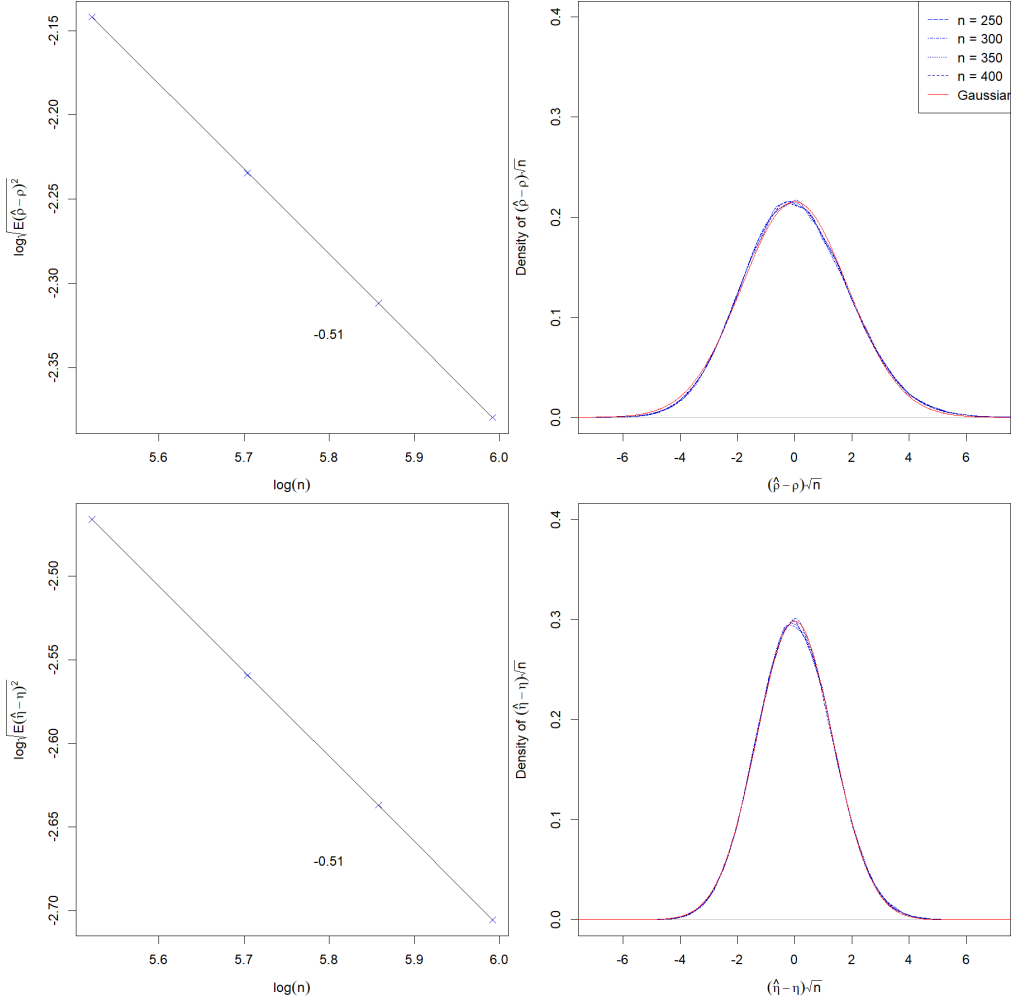 log√E(ρ̂−ρ)²
-2.15
-2.20
-2.25
-2.30
-2.35
-0.51
5.6 5.7 5.8 5.9 6.0
log(n)
Density of (ρ̂−ρ)√n
0.4
0.3
0.2
0.1
0.0
n = 250
n = 300
n = 350
n = 400
Gaussian
-6 -4 -2 0 2 4 6
(ρ̂−ρ)√n
log√E(η̂−η)²
-2.50
-2.55
-2.60
-2.65
-2.70
-0.51
5.6 5.7 5.8 5.9 6.0
log(n)
Density of (η̂−η)√n
0.4
0.3
0.2
0.1
0.0
-6 -4 -2 0 2 4 6
(η̂−η)√n